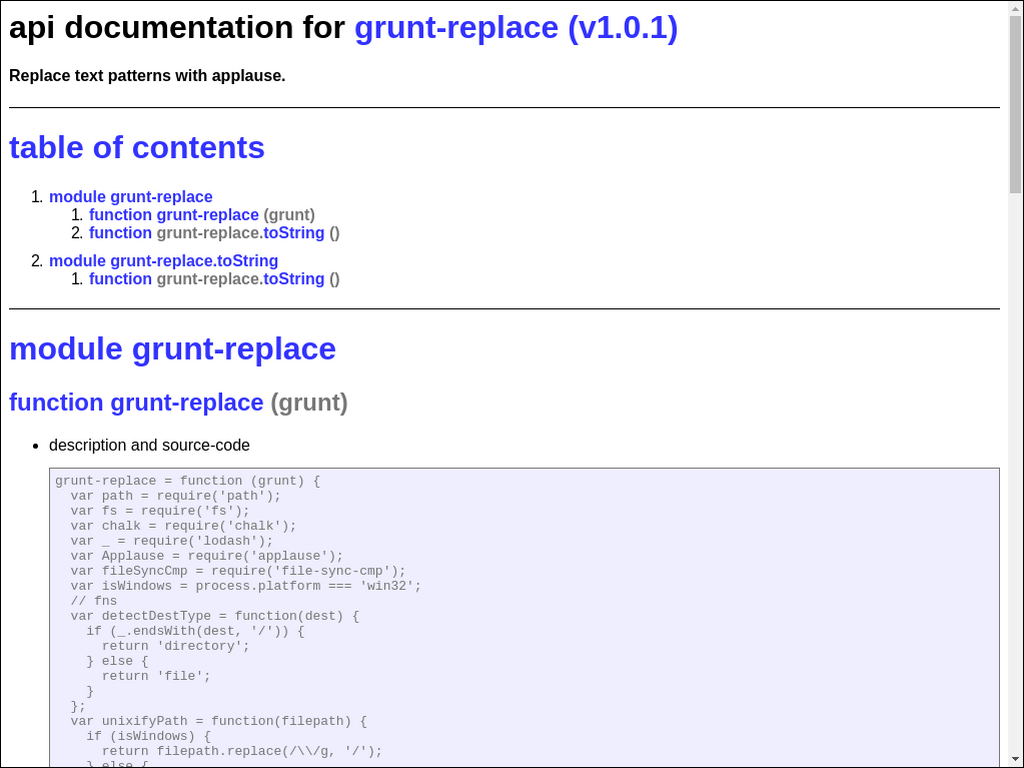 api documentation for grunt-replace (v1.0.1)
Replace text patterns with applause.
table of contents
1. module grunt-replace
1. function grunt-replace (grunt)
2. function grunt-replace.toString ()
2. module grunt-replace.toString
1. function grunt-replace.toString ()
module grunt-replace
function grunt-replace (grunt)
• description and source-code
grunt-replace = function (grunt) {
  var path = require('path');
  var fs = require('fs');
  var chalk = require('chalk');
  var _ = require('lodash');
  var Applause = require('applause');
  var fileSyncCmp = require('file-sync-cmp');
  var isWindows = process.platform === 'win32';
  // fns
  var detectDestType = function(dest) {
    if (_.endsWith(dest, '/')) {
      return 'directory';
    } else {
      return 'file';
    }
  };
  var unixifyPath = function(filepath) {
    if (isWindows) {
      return filepath.replace(/\\/g, '/');
    } else {